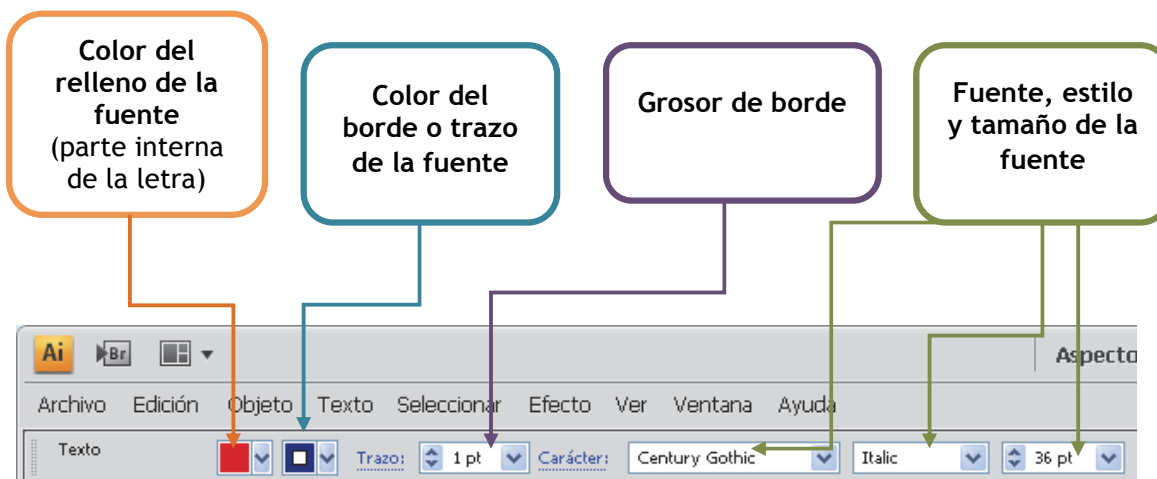 Color del
relleno de la
fuente
(parte interna
de la letra)
Color del
borde o trazo
de la fuente
Grosor de borde
Fuente, estilo
y tamaño de la
fuente
Ai Br Aspecto
Archivo Edición Objeto Texto Seleccionar Efecto Ver Ventana Ayuda
Texto Trazo: 1 pt Carácter: Century Gothic Italic 36 pt